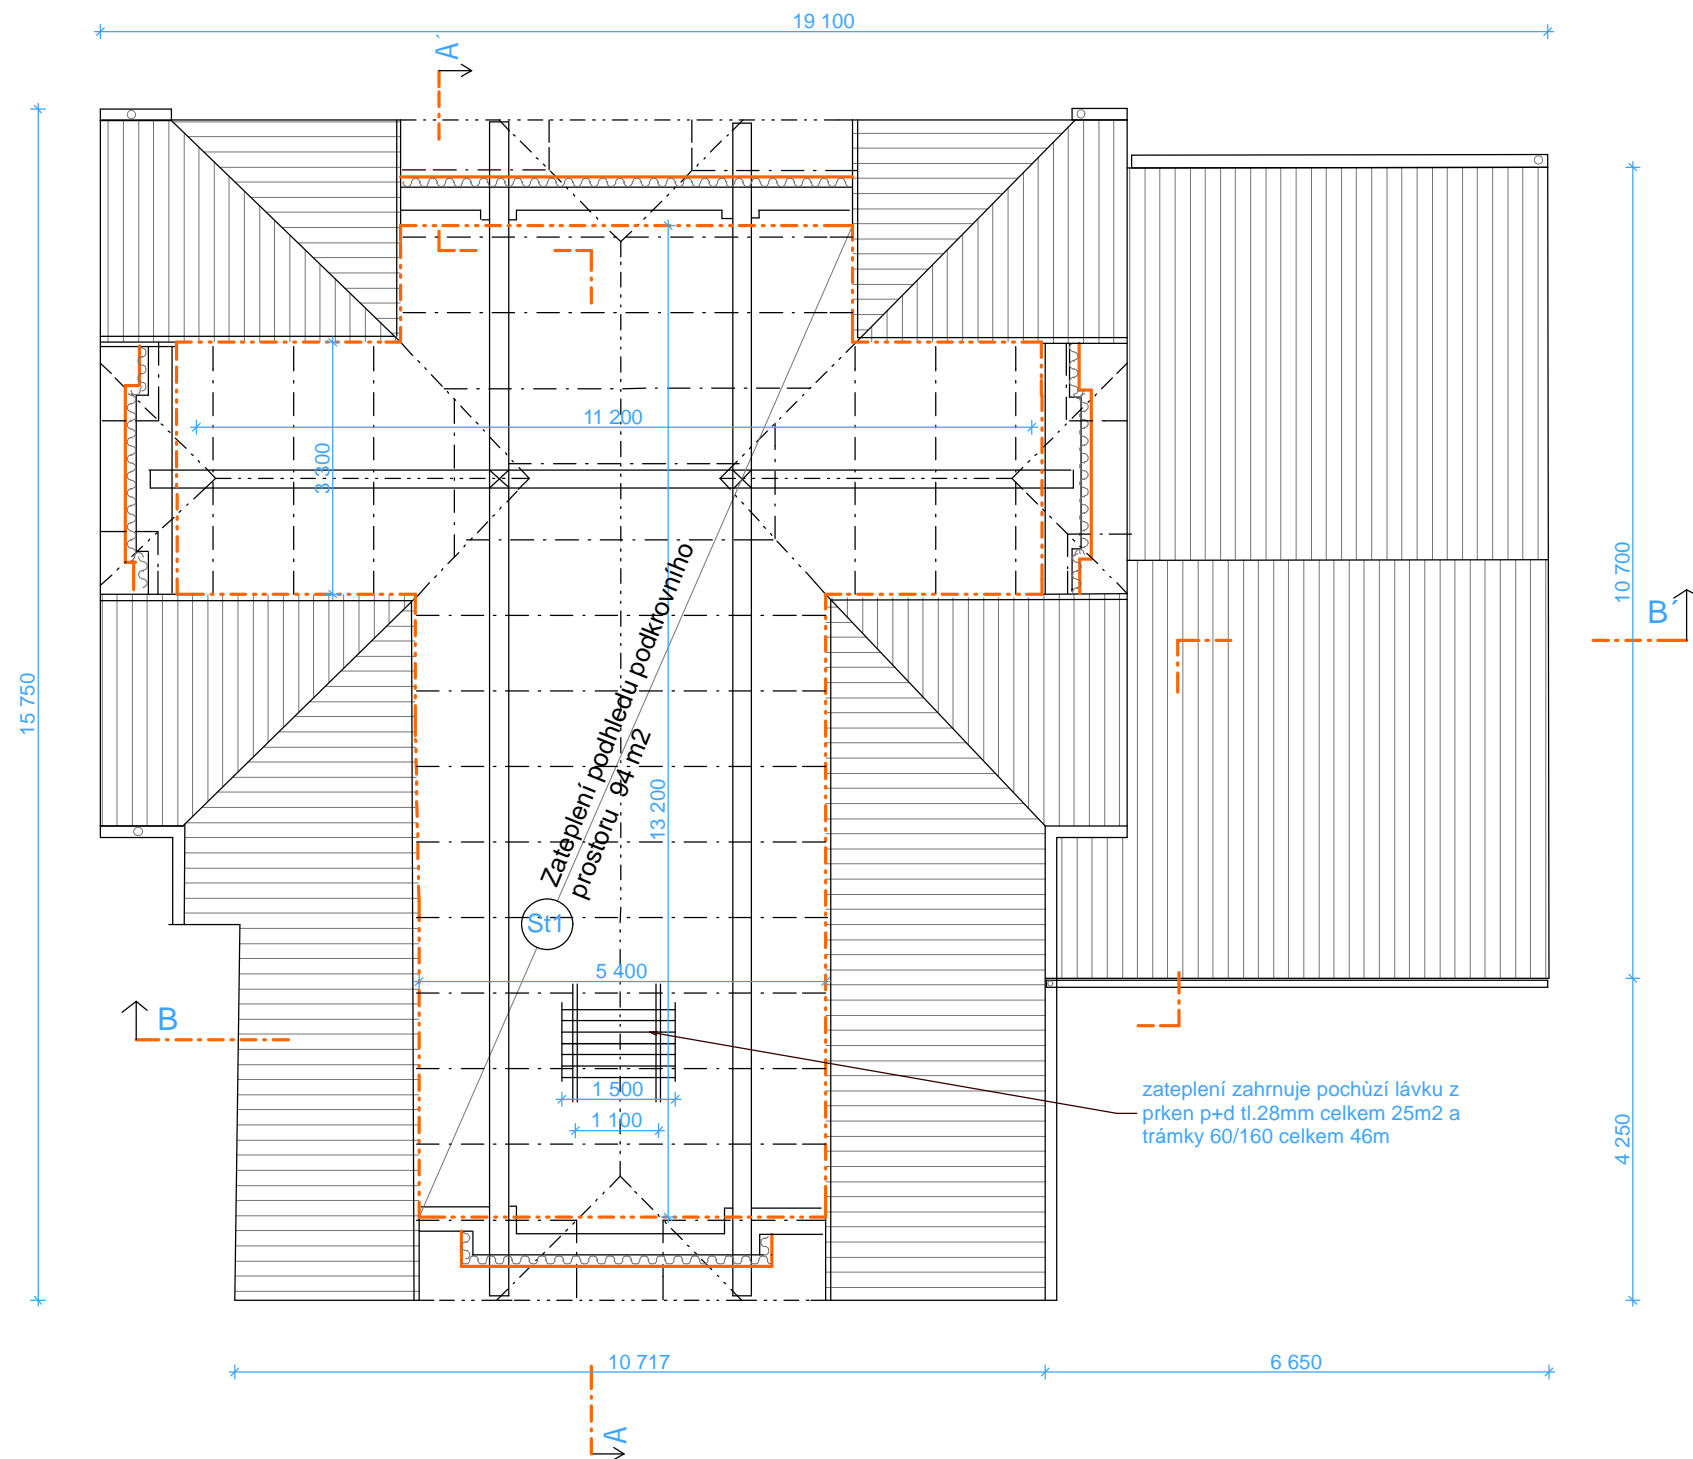 19 100
A´
11 200
3 300
Zateplení podhledu podkrovního
prostoru  94 m2
10 700
B´
15 750
13 200
St1
5 400
B
1 500
1 100
zateplení zahrnuje pochùzí lávku z
prken p+d tl.28mm celkem 25m2 a
trámky 60/160 celkem 46m
4 250
10 717
6 650
A